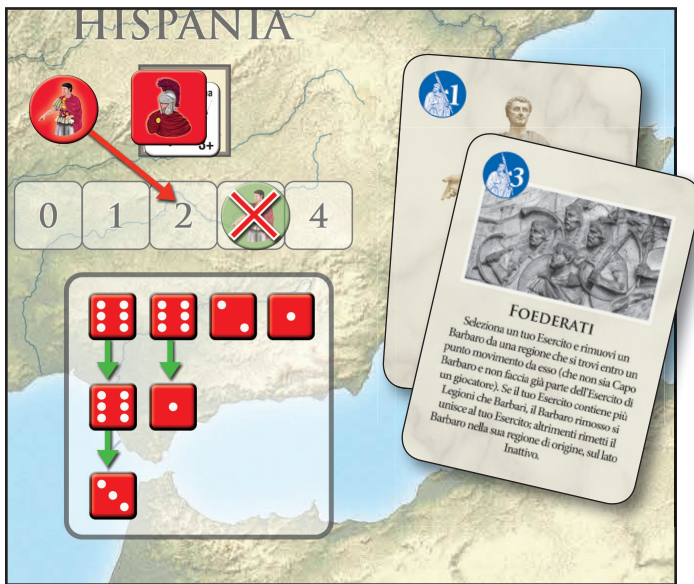 HISPANIA
3+
0 1 2 4
1
3
FOEDERATI
Seleziona un tuo Esercito e rimuovi un
Barbaro da una regione che si trovi entro un
punto movimento da esso (che non sia Capo
Barbaro e non faccia già parte dell'Esercito di
un giocatore). Se il tuo Esercito contiene più
Legioni che Barbari, il Barbaro rimosso si
unisce al tuo Esercito; altrimenti rimetti il
Barbaro nella sua regione di origine, sul lato
Inattivo.